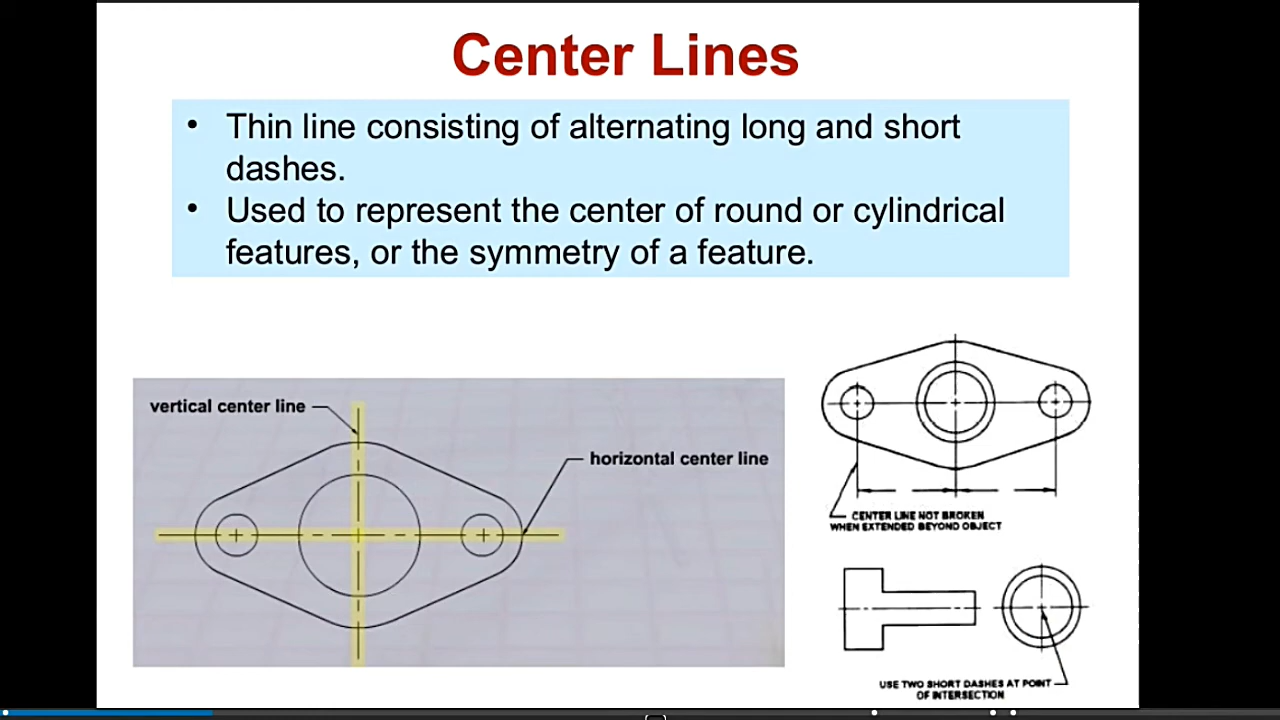 Center Lines
• Thin line consisting of alternating long and short
dashes.
• Used to represent the center of round or cylindrical
features, or the symmetry of a feature.
vertical center line
horizontal center line
CENTER LINE NOT BROKEN
WHEN EXTENDED BEYOND OBJECT
USE TWO SHORT DASHES AT POINT
OF INTERSECTION